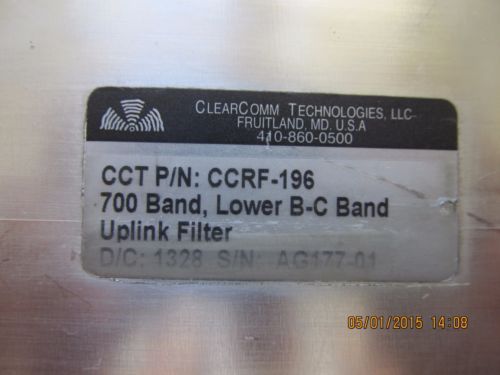 CLEARCOMM TECHNOLOGIES, LLC
FRUITLAND, MD. U.S.A
410-860-0500
CCT P/N: CCRF-196
700 Band, Lower B-C Band
Uplink Filter
D/C: 1328 S/N: AG177-01
05/01/2015 14:08